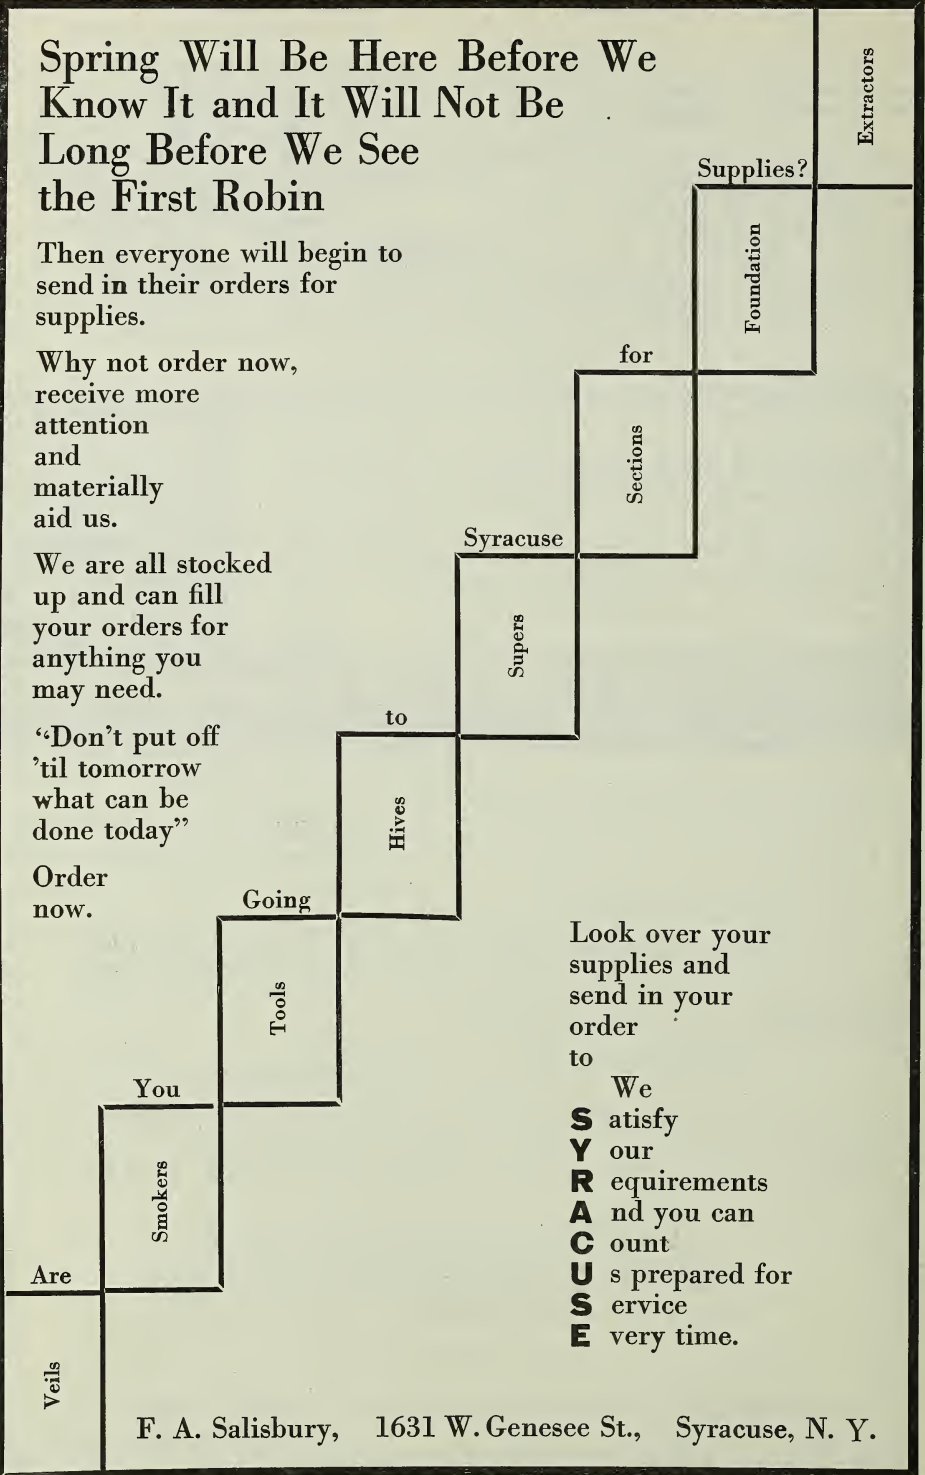 Spring Will Be Here Before We
Know It and It Will Not Be
Long Before We See
the First Robin
Then everyone will begin to
send in their orders for
supplies.
Why not order now,
receive more
attention
and
materially
aid us.
We are all stocked
up and can fill
your orders for
anything you
may need.
“Don’t put off
’til tomorrow
what can be
done today”
Order
now.
Are
You
Going
to
Syracuse
for
Supplies?
Veils
Smokers
Tools
Hives
Supers
Sections
Foundation
Extractors
Look over your
supplies and
send in your
order
to
We
S atisfy
Y our
R equirements
A nd you can
C ount
U s prepared for
S ervice
E very time.
F. A. Salisbury, 1631 W. Genesee St., Syracuse, N. Y.